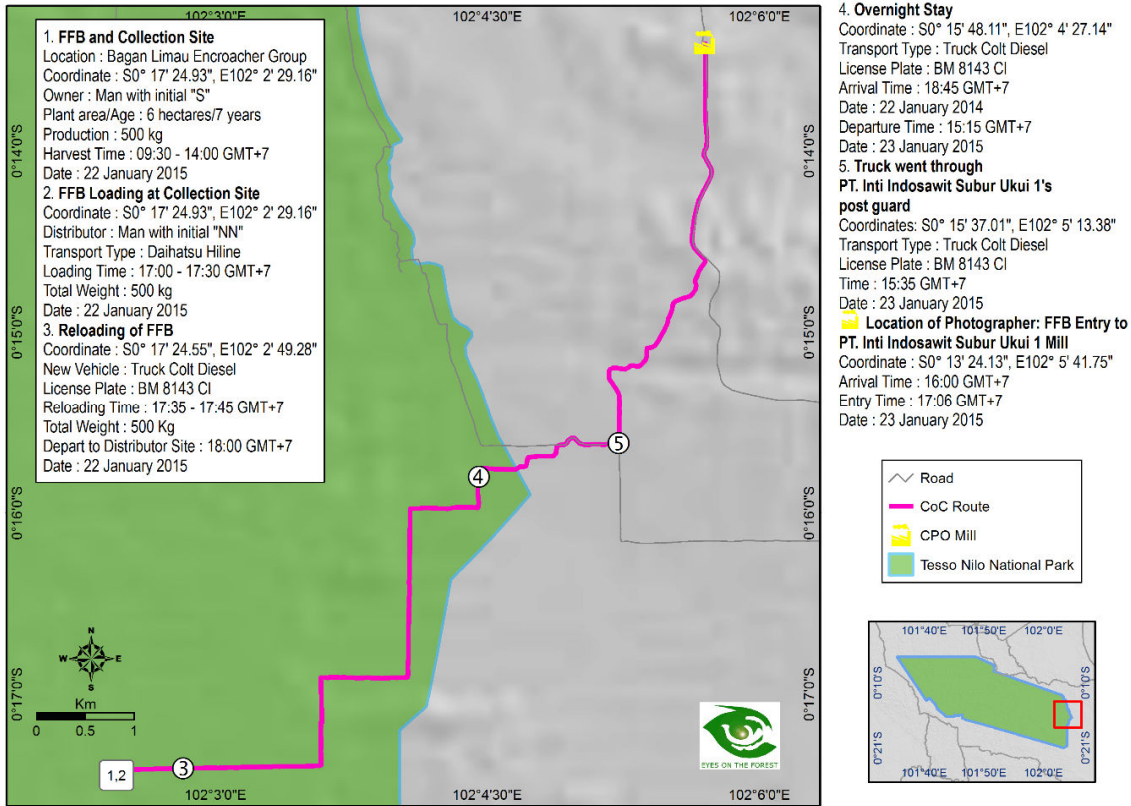 102°3'0"E
102°4'30"E
102°6'0"E
1. FFB and Collection Site
Location : Bagan Limau Encroacher Group
Coordinate : S0° 17' 24.93", E102° 2' 29.16"
Owner : Man with initial "S"
Plant area/Age : 6 hectares/7 years
Production : 500 kg
Harvest Time : 09:30 - 14:00 GMT+7
Date : 22 January 2015
2. FFB Loading at Collection Site
Coordinate : S0° 17' 24.93", E102° 2' 29.16"
Distributor : Man with initial "NN"
Transport Type : Daihatsu Hiline
Loading Time : 17:00 - 17:30 GMT+7
Total Weight : 500 kg
Date : 22 January 2015
3. Reloading of FFB
Coordinate : S0° 17' 24.55", E102° 2' 49.28"
New Vehicle : Truck Colt Diesel
License Plate : BM 8143 CI
Reloading Time : 17:35 - 17:45 GMT+7
Total Weight : 500 Kg
Depart to Distributor Site : 18:00 GMT+7
Date : 22 January 2015
0°14'0"S
0°15'0"S
0°16'0"S
0°17'0"S
0°14'0"S
0°15'0"S
0°16'0"S
0°17'0"S
5
4
3
1,2
N
W
E
S
Km
0
0.5
1
EYES ON THE FOREST
102°3'0"E
102°4'30"E
102°6'0"E
4. Overnight Stay
Coordinate : S0° 15' 48.11", E102° 4' 27.14"
Transport Type : Truck Colt Diesel
License Plate : BM 8143 CI
Arrival Time : 18:45 GMT+7
Date : 22 January 2014
Departure Time : 15:15 GMT+7
Date : 23 January 2015
5. Truck went through
PT. Inti Indosawit Subur Ukui 1's
post guard
Coordinates: S0° 15' 37.01", E102° 5' 13.38"
Transport Type : Truck Colt Diesel
License Plate : BM 8143 CI
Time : 15:35 GMT+7
Date : 23 January 2015
Location of Photographer: FFB Entry to
PT. Inti Indosawit Subur Ukui 1 Mill
Coordinate : S0° 13' 24.13", E102° 5' 41.75"
Arrival Time : 16:00 GMT+7
Entry Time : 17:06 GMT+7
Date : 23 January 2015
Road
CoC Route
CPO Mill
Tesso Nilo National Park
101°40'E
101°50'E
102°0'E
0°10'S
0°21'S
0°10'S
0°21'S
101°40'E
101°50'E
102°0'E